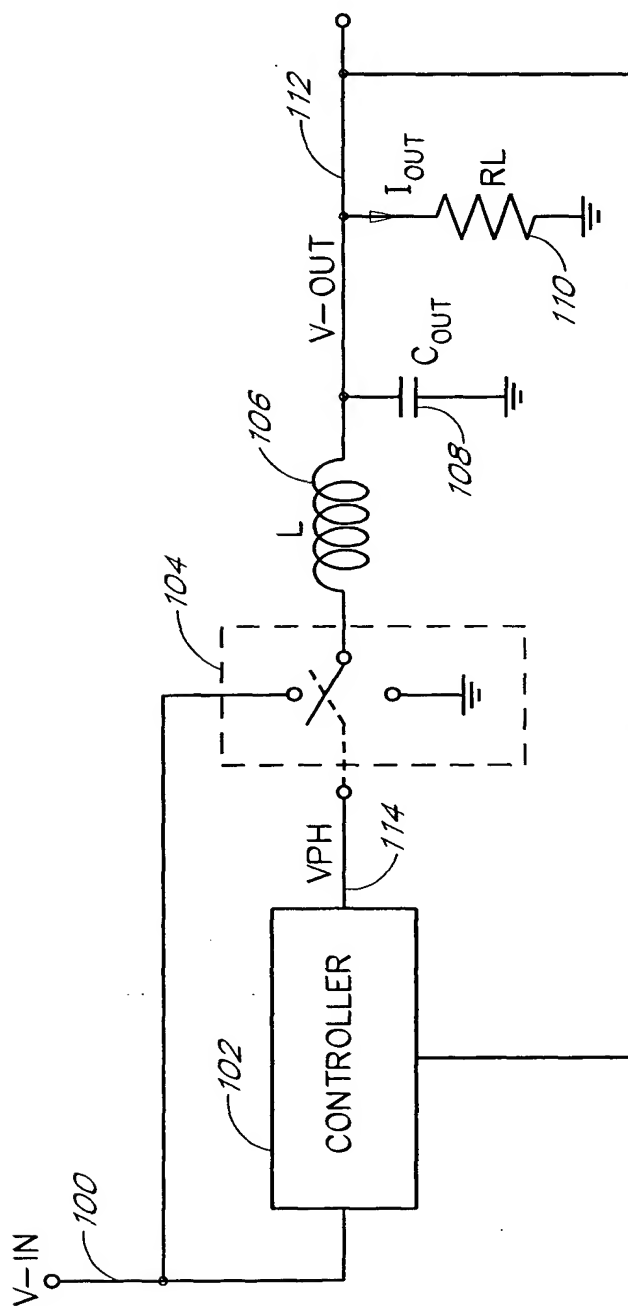 V-IN
100
102
CONTROLLER
VPH
114
104
L
106
V-OUT
C_OUT
108
112
I_OUT
RL
110